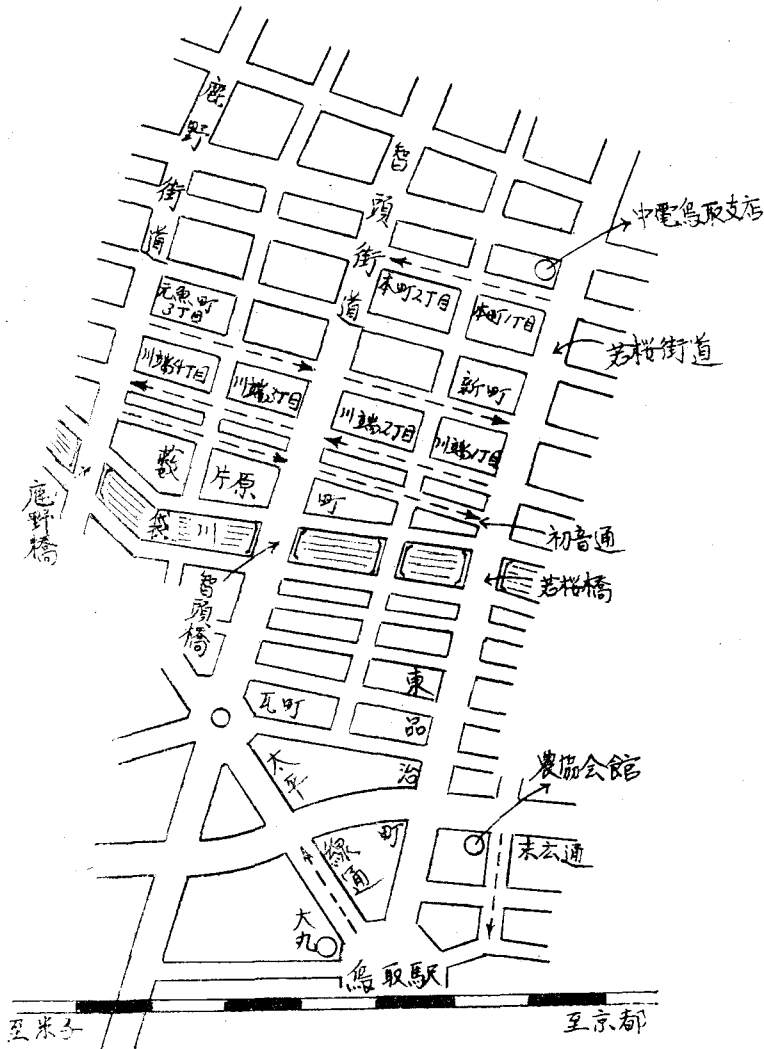 鹿野街道
智頭街道
中電鳥取支店
本町2丁目
本町1丁目
元魚町3丁目
若桜街道
川端4丁目
川端3丁目
新町
川端2丁目
川端1丁目
藪
片原
町
鹿野橋
袋川
初音通
智頭橋
若桜橋
瓦町
東品治町
太平
線通
農協会館
末広通
大丸
鳥取駅
至米子
至京都